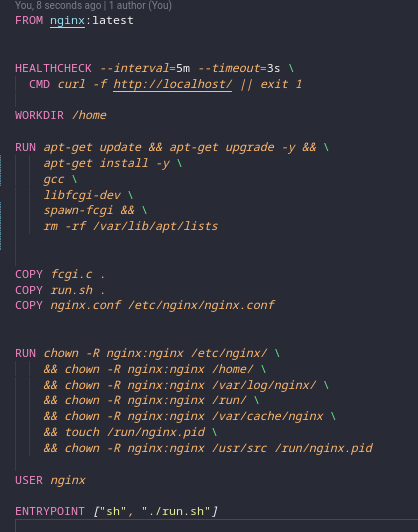 You, 8 seconds ago | 1 author (You)
FROM nginx:latest
HEALTHCHECK --interval=5m --timeout=3s \
CMD curl -f http://localhost/ || exit 1
WORKDIR /home
RUN apt-get update && apt-get upgrade -y && \
apt-get install -y \
gcc \
libfcgi-dev \
spawn-fcgi && \
rm -rf /var/lib/apt/lists
COPY fcgi.c .
COPY run.sh .
COPY nginx.conf /etc/nginx/nginx.conf
RUN chown -R nginx:nginx /etc/nginx/ \
&& chown -R nginx:nginx /home/ \
&& chown -R nginx:nginx /var/log/nginx/ \
&& chown -R nginx:nginx /run/ \
&& chown -R nginx:nginx /var/cache/nginx \
&& touch /run/nginx.pid \
&& chown -R nginx:nginx /usr/src /run/nginx.pid
USER nginx
ENTRYPOINT ["sh", "./run.sh"]